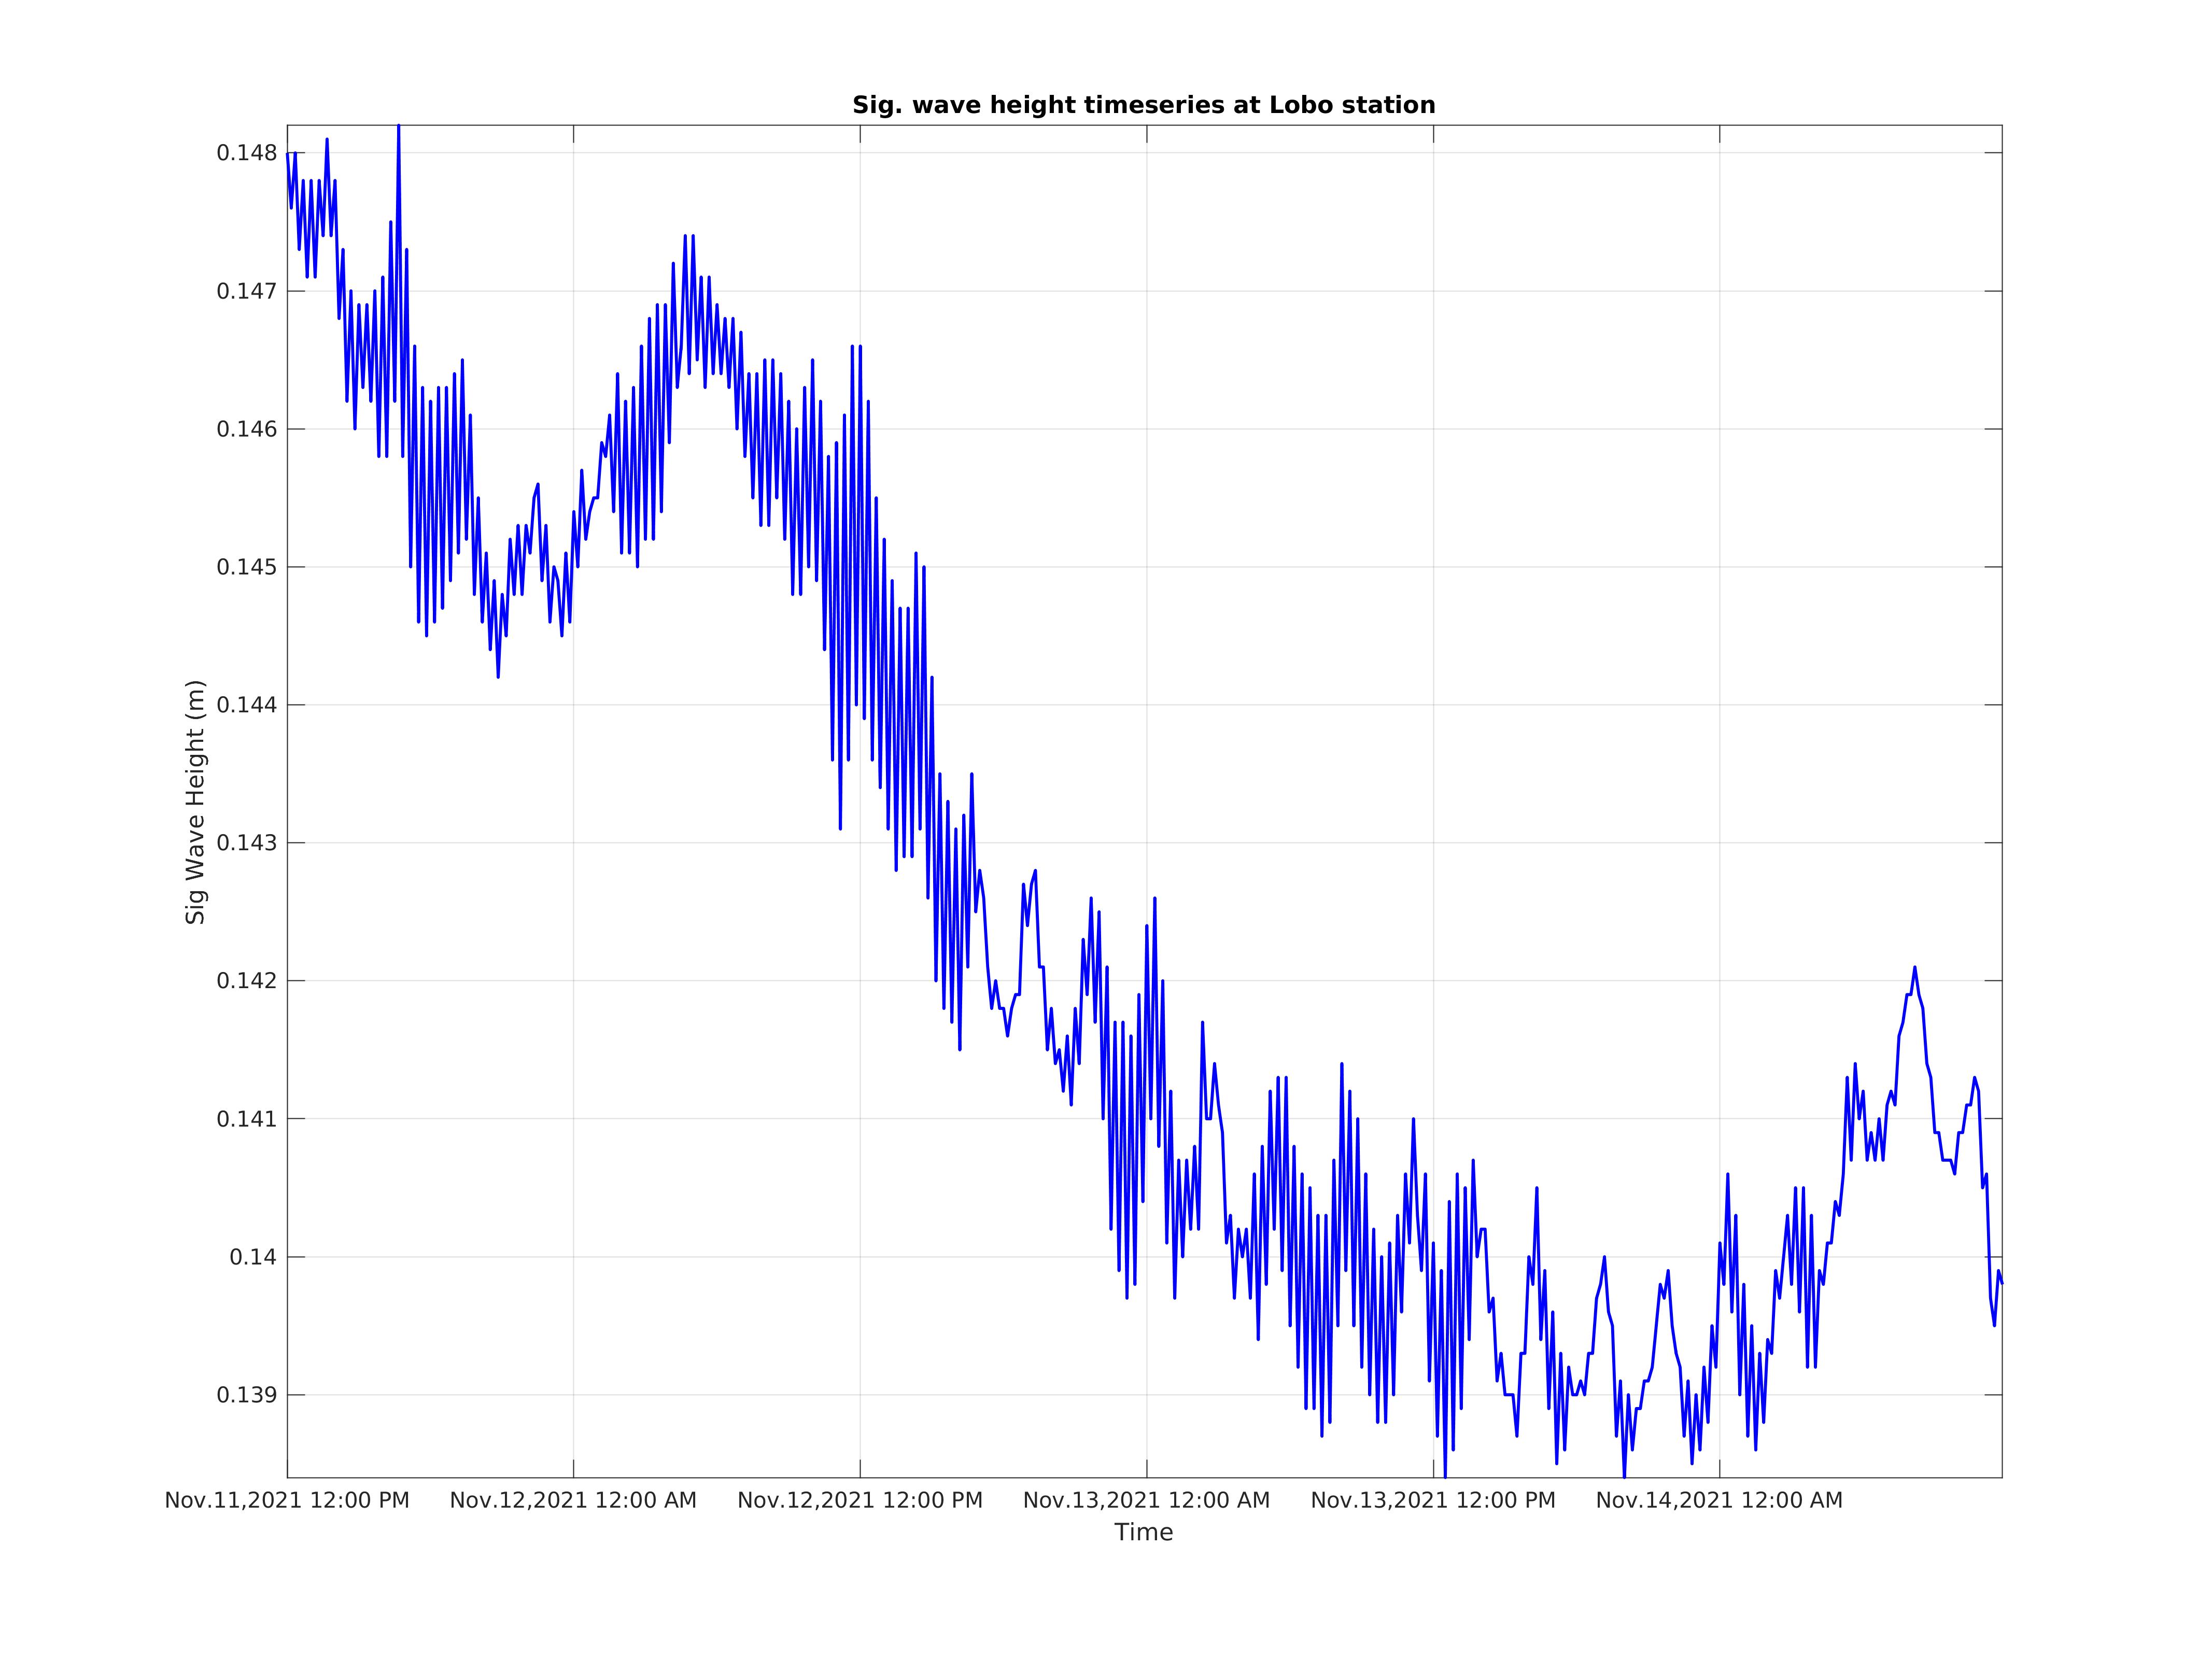 Sig. wave height timeseries at Lobo station
0.148
0.147
0.146
0.145
0.144
0.143
0.142
0.141
0.14
0.139
Sig Wave Height (m)
Nov.11,2021 12:00 PM
Nov.12,2021 12:00 AM
Nov.12,2021 12:00 PM
Nov.13,2021 12:00 AM
Nov.13,2021 12:00 PM
Nov.14,2021 12:00 AM
Time